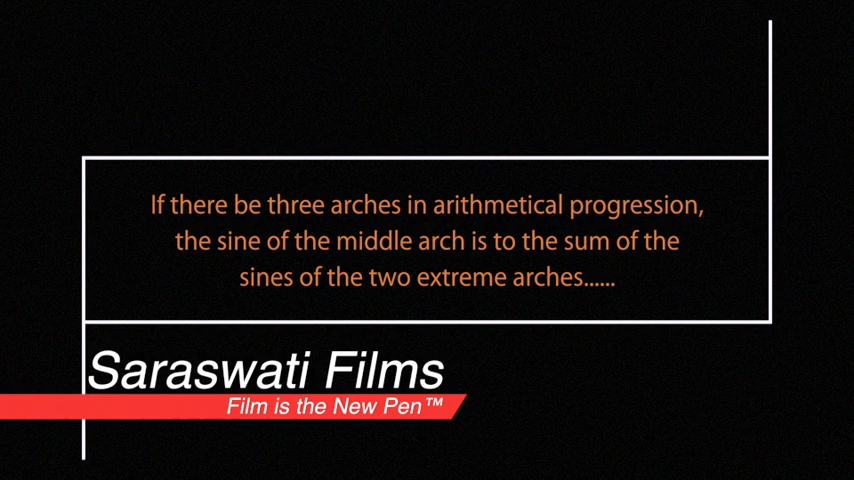 If there be three arches in arithmetical progression,
the sine of the middle arch is to the sum of the
sines of the two extreme arches......
Saraswati Films
Film is the New Pen™